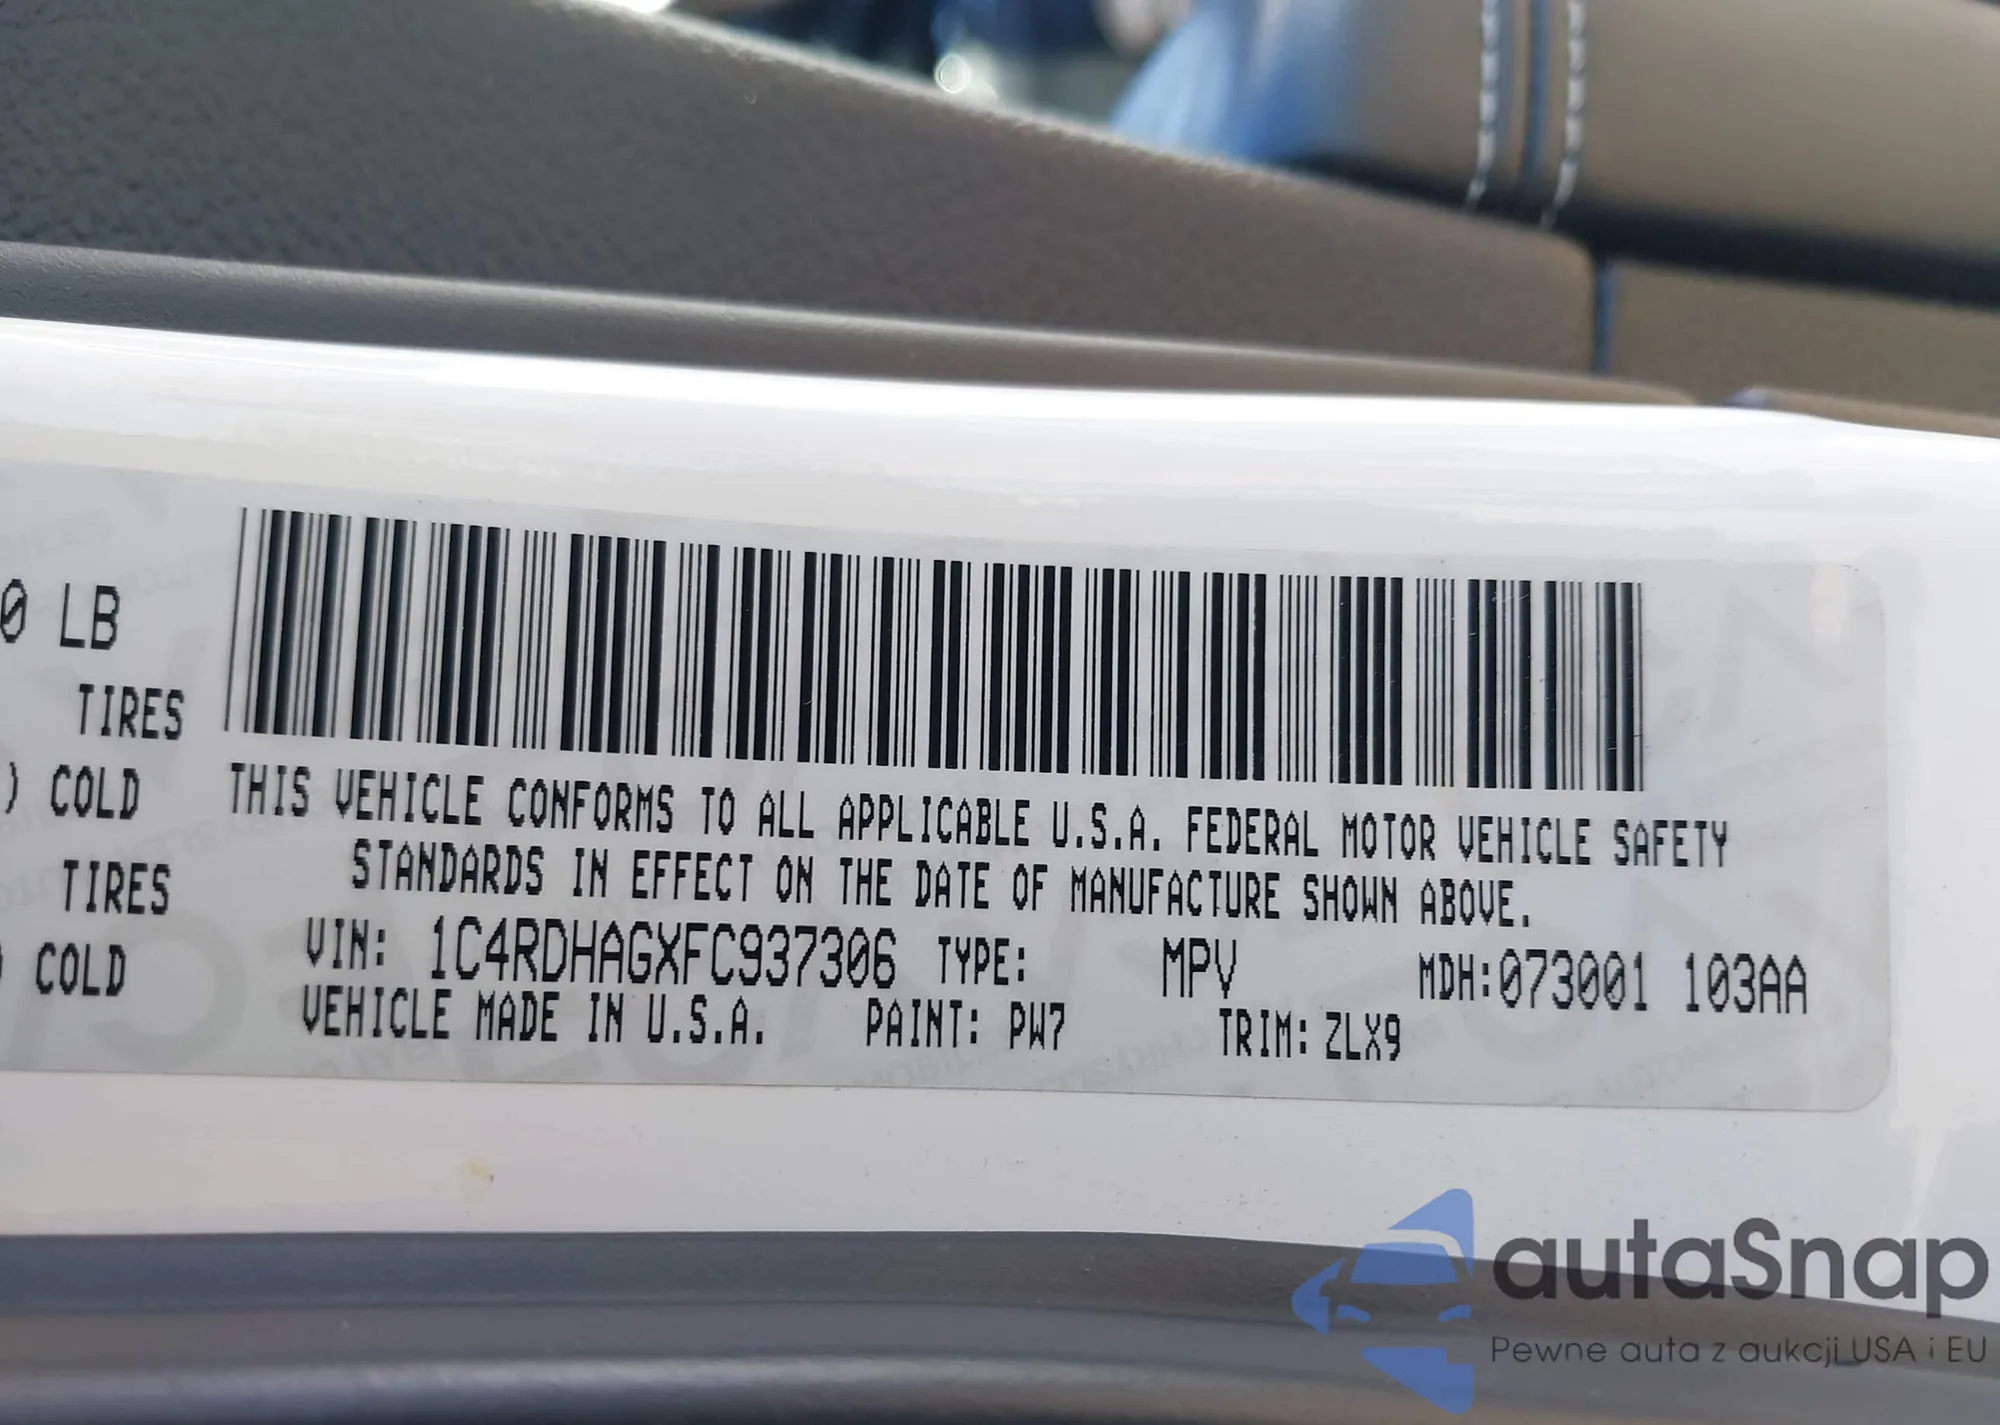 0 LB
TIRES
) COLD
TIRES
) COLD
THIS VEHICLE CONFORMS TO ALL APPLICABLE U.S.A. FEDERAL MOTOR VEHICLE SAFETY
STANDARDS IN EFFECT ON THE DATE OF MANUFACTURE SHOWN ABOVE.
VIN: 1C4RDHAGXFC937306 TYPE: MPV MDH:073001 103AA
VEHICLE MADE IN U.S.A. PAINT: PW7 TRIM: ZLX9
autaSnap
Pewne auta z aukcji USA i EU